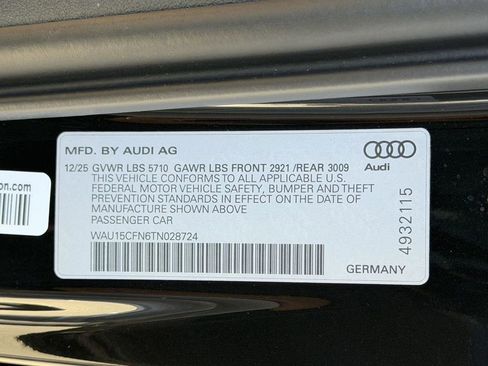 MFD. BY AUDI AG
12/25 GVWR LBS 5710 GAWR LBS FRONT 2921 /REAR 3009
THIS VEHICLE CONFORMS TO ALL APPLICABLE U.S.
FEDERAL MOTOR VEHICLE SAFETY, BUMPER AND THEFT
PREVENTION STANDARDS IN EFFECT ON THE DATE OF
MANUFACTURE SHOWN ABOVE
PASSENGER CAR
WAU15CFN6TN028724
Audi
4932115
GERMANY
on.com